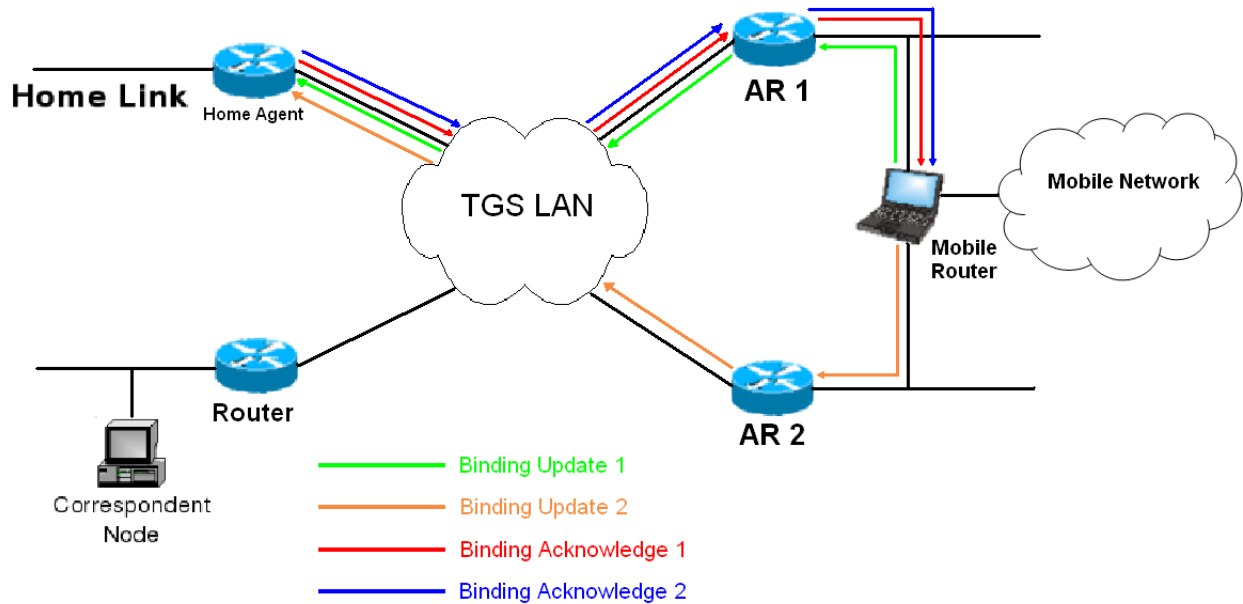 Home Link
Home Agent
AR 1
TGS LAN
Mobile Network
Mobile
Router
Router
AR 2
Correspondent
Node
Binding Update 1
Binding Update 2
Binding Acknowledge 1
Binding Acknowledge 2